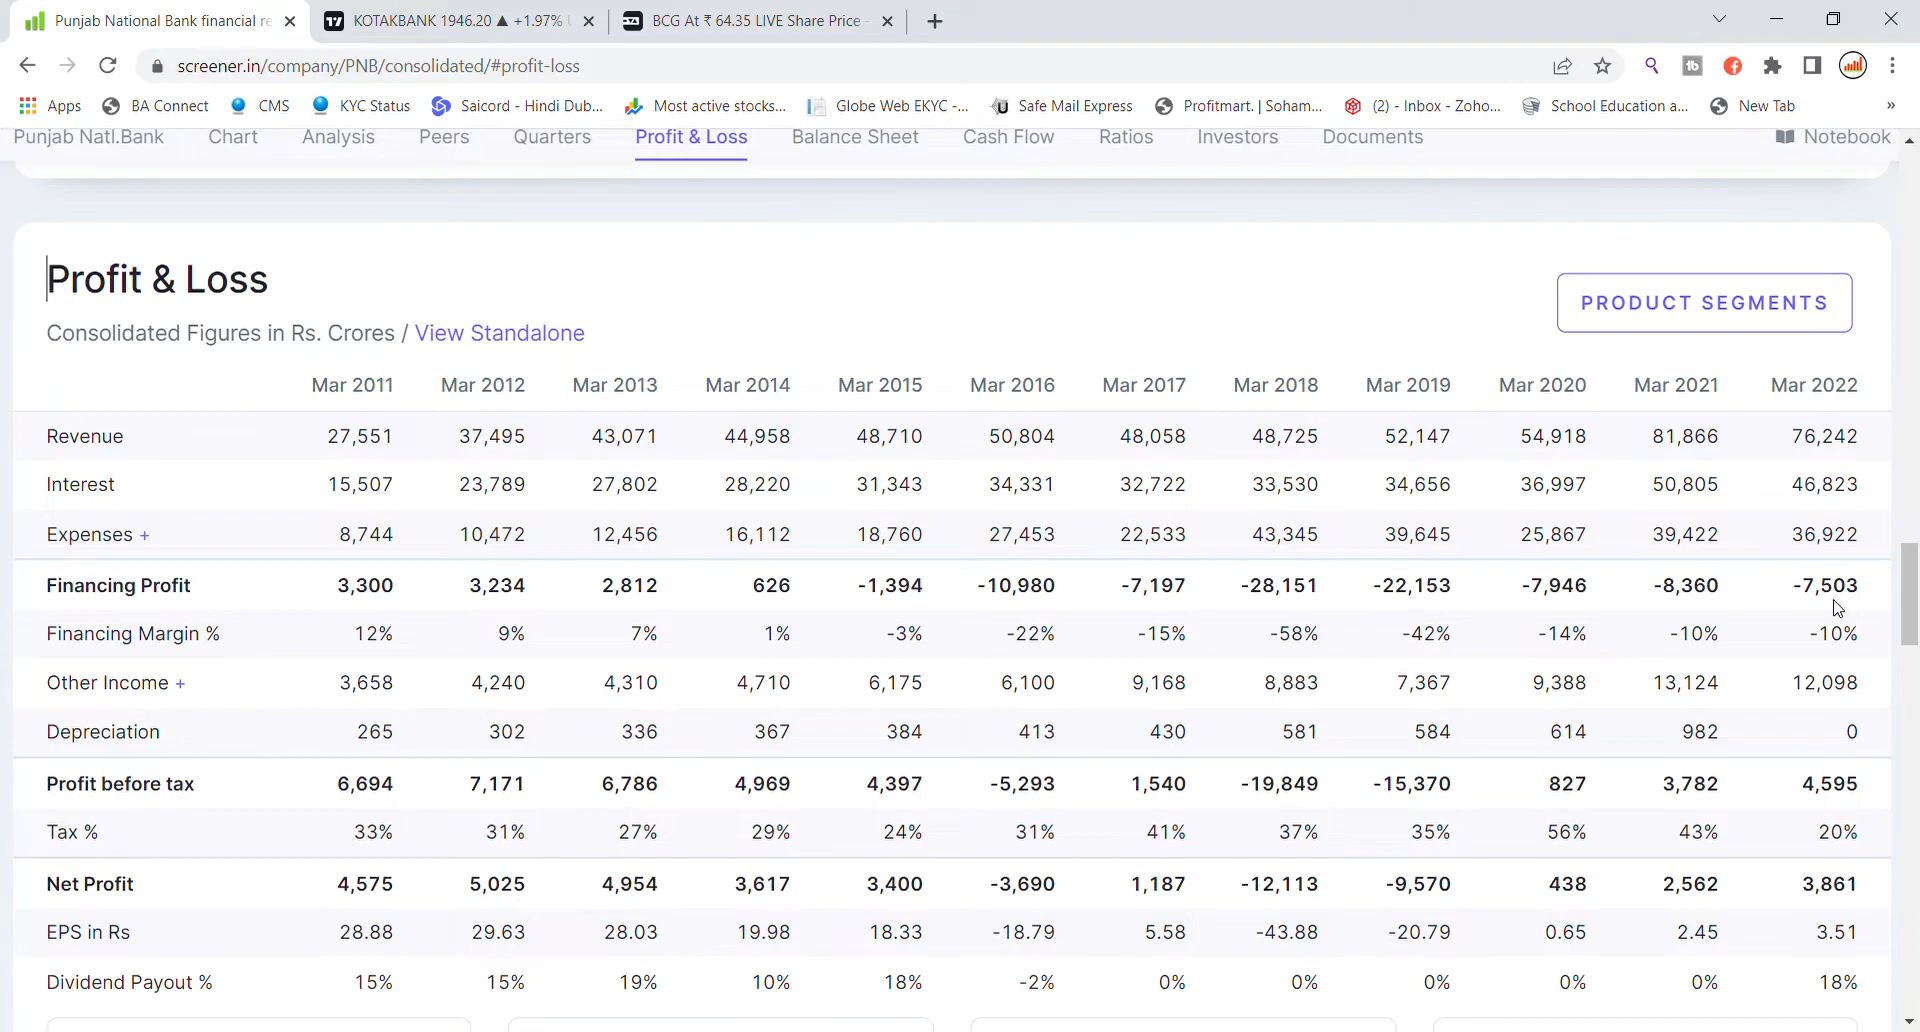 Punjab National Bank financial re
KOTAKBANK 1946.20 ▲ +1.97%
BCG At ₹ 64.35 LIVE Share Price -
screener.in/company/PNB/consolidated/#profit-loss
Apps BA Connect CMS KYC Status Saicord - Hindi Dub... Most active stocks... Globe Web EKYC -... Safe Mail Express Profitmart. | Soham... (2) - Inbox - Zoho... School Education a... New Tab »
Punjab Natl.Bank Chart Analysis Peers Quarters Profit & Loss Balance Sheet Cash Flow Ratios Investors Documents Notebook
Profit & Loss
PRODUCT SEGMENTS
Consolidated Figures in Rs. Crores / View Standalone
Mar 2011 Mar 2012 Mar 2013 Mar 2014 Mar 2015 Mar 2016 Mar 2017 Mar 2018 Mar 2019 Mar 2020 Mar 2021 Mar 2022
Revenue 27,551 37,495 43,071 44,958 48,710 50,804 48,058 48,725 52,147 54,918 81,866 76,242
Interest 15,507 23,789 27,802 28,220 31,343 34,331 32,722 33,530 34,656 36,997 50,805 46,823
Expenses + 8,744 10,472 12,456 16,112 18,760 27,453 22,533 43,345 39,645 25,867 39,422 36,922
Financing Profit 3,300 3,234 2,812 626 -1,394 -10,980 -7,197 -28,151 -22,153 -7,946 -8,360 -7,503
Financing Margin % 12% 9% 7% 1% -3% -22% -15% -58% -42% -14% -10% -10%
Other Income + 3,658 4,240 4,310 4,710 6,175 6,100 9,168 8,883 7,367 9,388 13,124 12,098
Depreciation 265 302 336 367 384 413 430 581 584 614 982 0
Profit before tax 6,694 7,171 6,786 4,969 4,397 -5,293 1,540 -19,849 -15,370 827 3,782 4,595
Tax % 33% 31% 27% 29% 24% 31% 41% 37% 35% 56% 43% 20%
Net Profit 4,575 5,025 4,954 3,617 3,400 -3,690 1,187 -12,113 -9,570 438 2,562 3,861
EPS in Rs 28.88 29.63 28.03 19.98 18.33 -18.79 5.58 -43.88 -20.79 0.65 2.45 3.51
Dividend Payout % 15% 15% 19% 10% 18% -2% 0% 0% 0% 0% 0% 18%